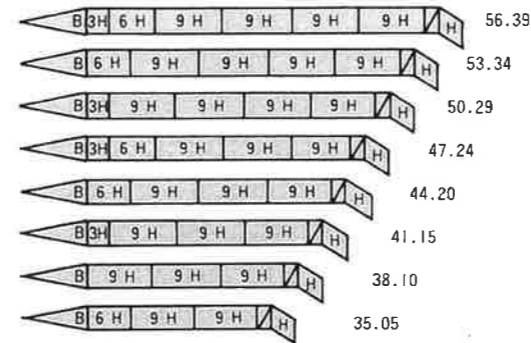 B 3H 6 H 9 H 9 H 9 H 9 H H 56.39
B 6 H 9 H 9 H 9 H 9 H H 53.34
B 3H 9 H 9 H 9 H 9 H H 50.29
B 3H 6 H 9 H 9 H 9 H H 47.24
B 6 H 9 H 9 H 9 H H 44.20
B 3H 9 H 9 H 9 H H 41.15
B 9 H 9 H 9 H H 38.10
B 6 H 9 H 9 H H 35.05